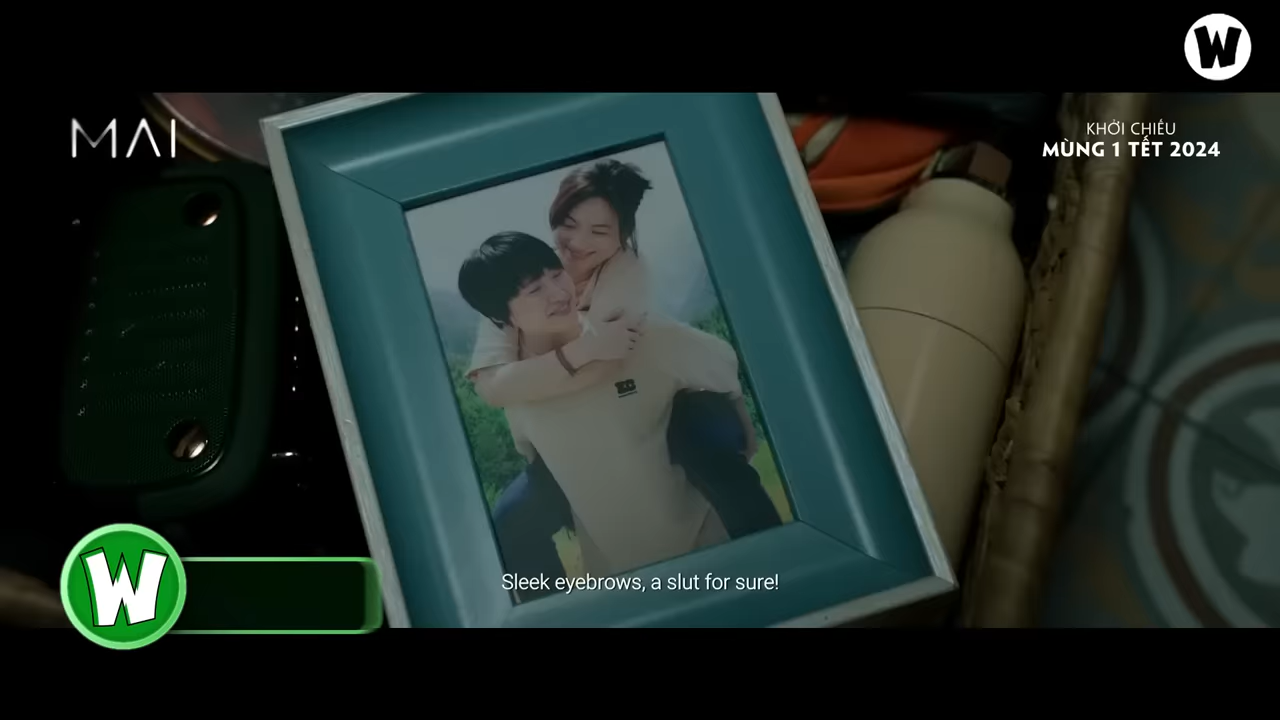 W
MAI
KHỞI CHIẾU
MÙNG 1 TẾT 2024
W
Sleek eyebrows, a slut for sure!